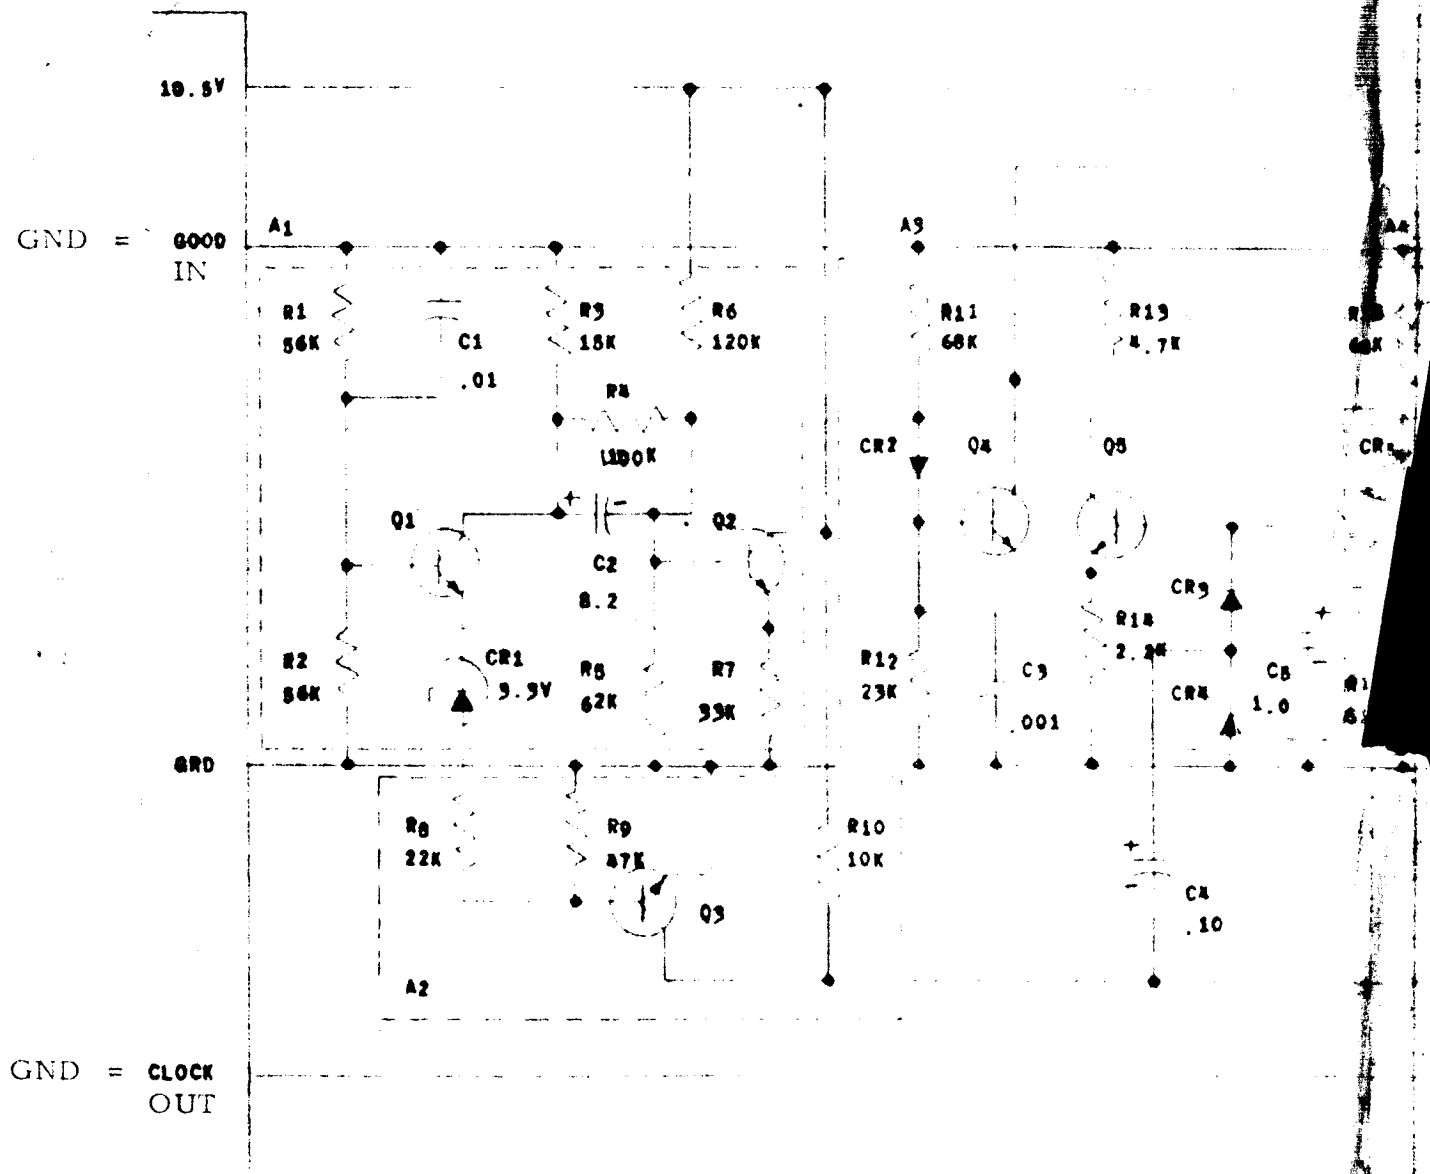 10.5V
A1
A3
A4
GND = GOOD
IN
R1
56K
C1
.01
R3
18K
R6
120K
R11
68K
R13
4.7K
R4
100K
CR2
Q4
Q5
Q1
Q2
C2
8.2
CR3
R14
2.2K
R2
56K
CR1
3.9V
R5
62K
R7
33K
R12
23K
C3
.001
CR4
C5
1.0
GRD
R8
22K
R9
47K
R10
10K
Q3
C4
.10
A2
GND = CLOCK
OUT